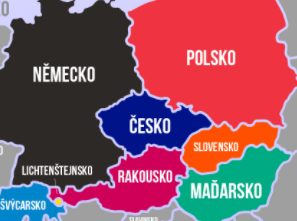 POLSKO
NĚMECKO
ČESKO
SLOVENSKO
LICHTENŠTEJNSKO
RAKOUSKO
MAĎARSKO
ŠVÝCARSKO